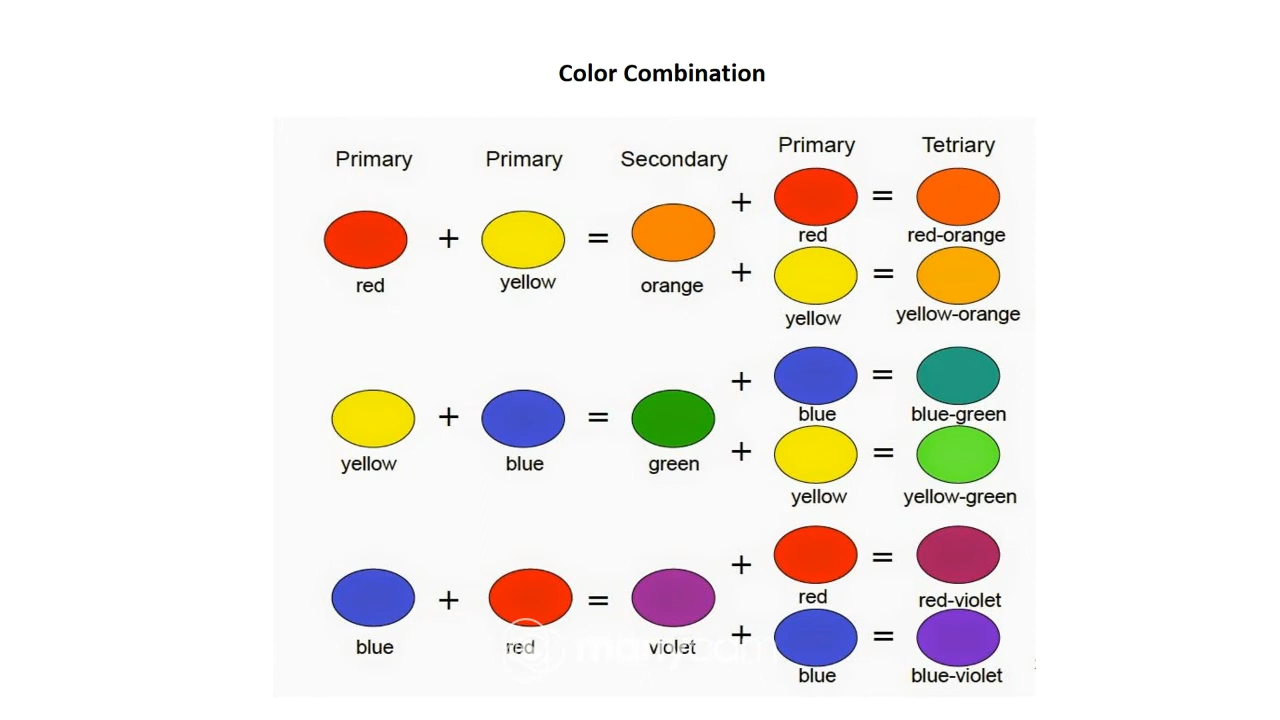 Color Combination
Primary Primary Secondary Primary Tetriary
+ red = red-orange
red + yellow = orange
+ yellow = yellow-orange
+ blue = blue-green
yellow + blue = green
+ yellow = yellow-green
+ red = red-violet
blue + red = violet
+ blue = blue-violet
manycam